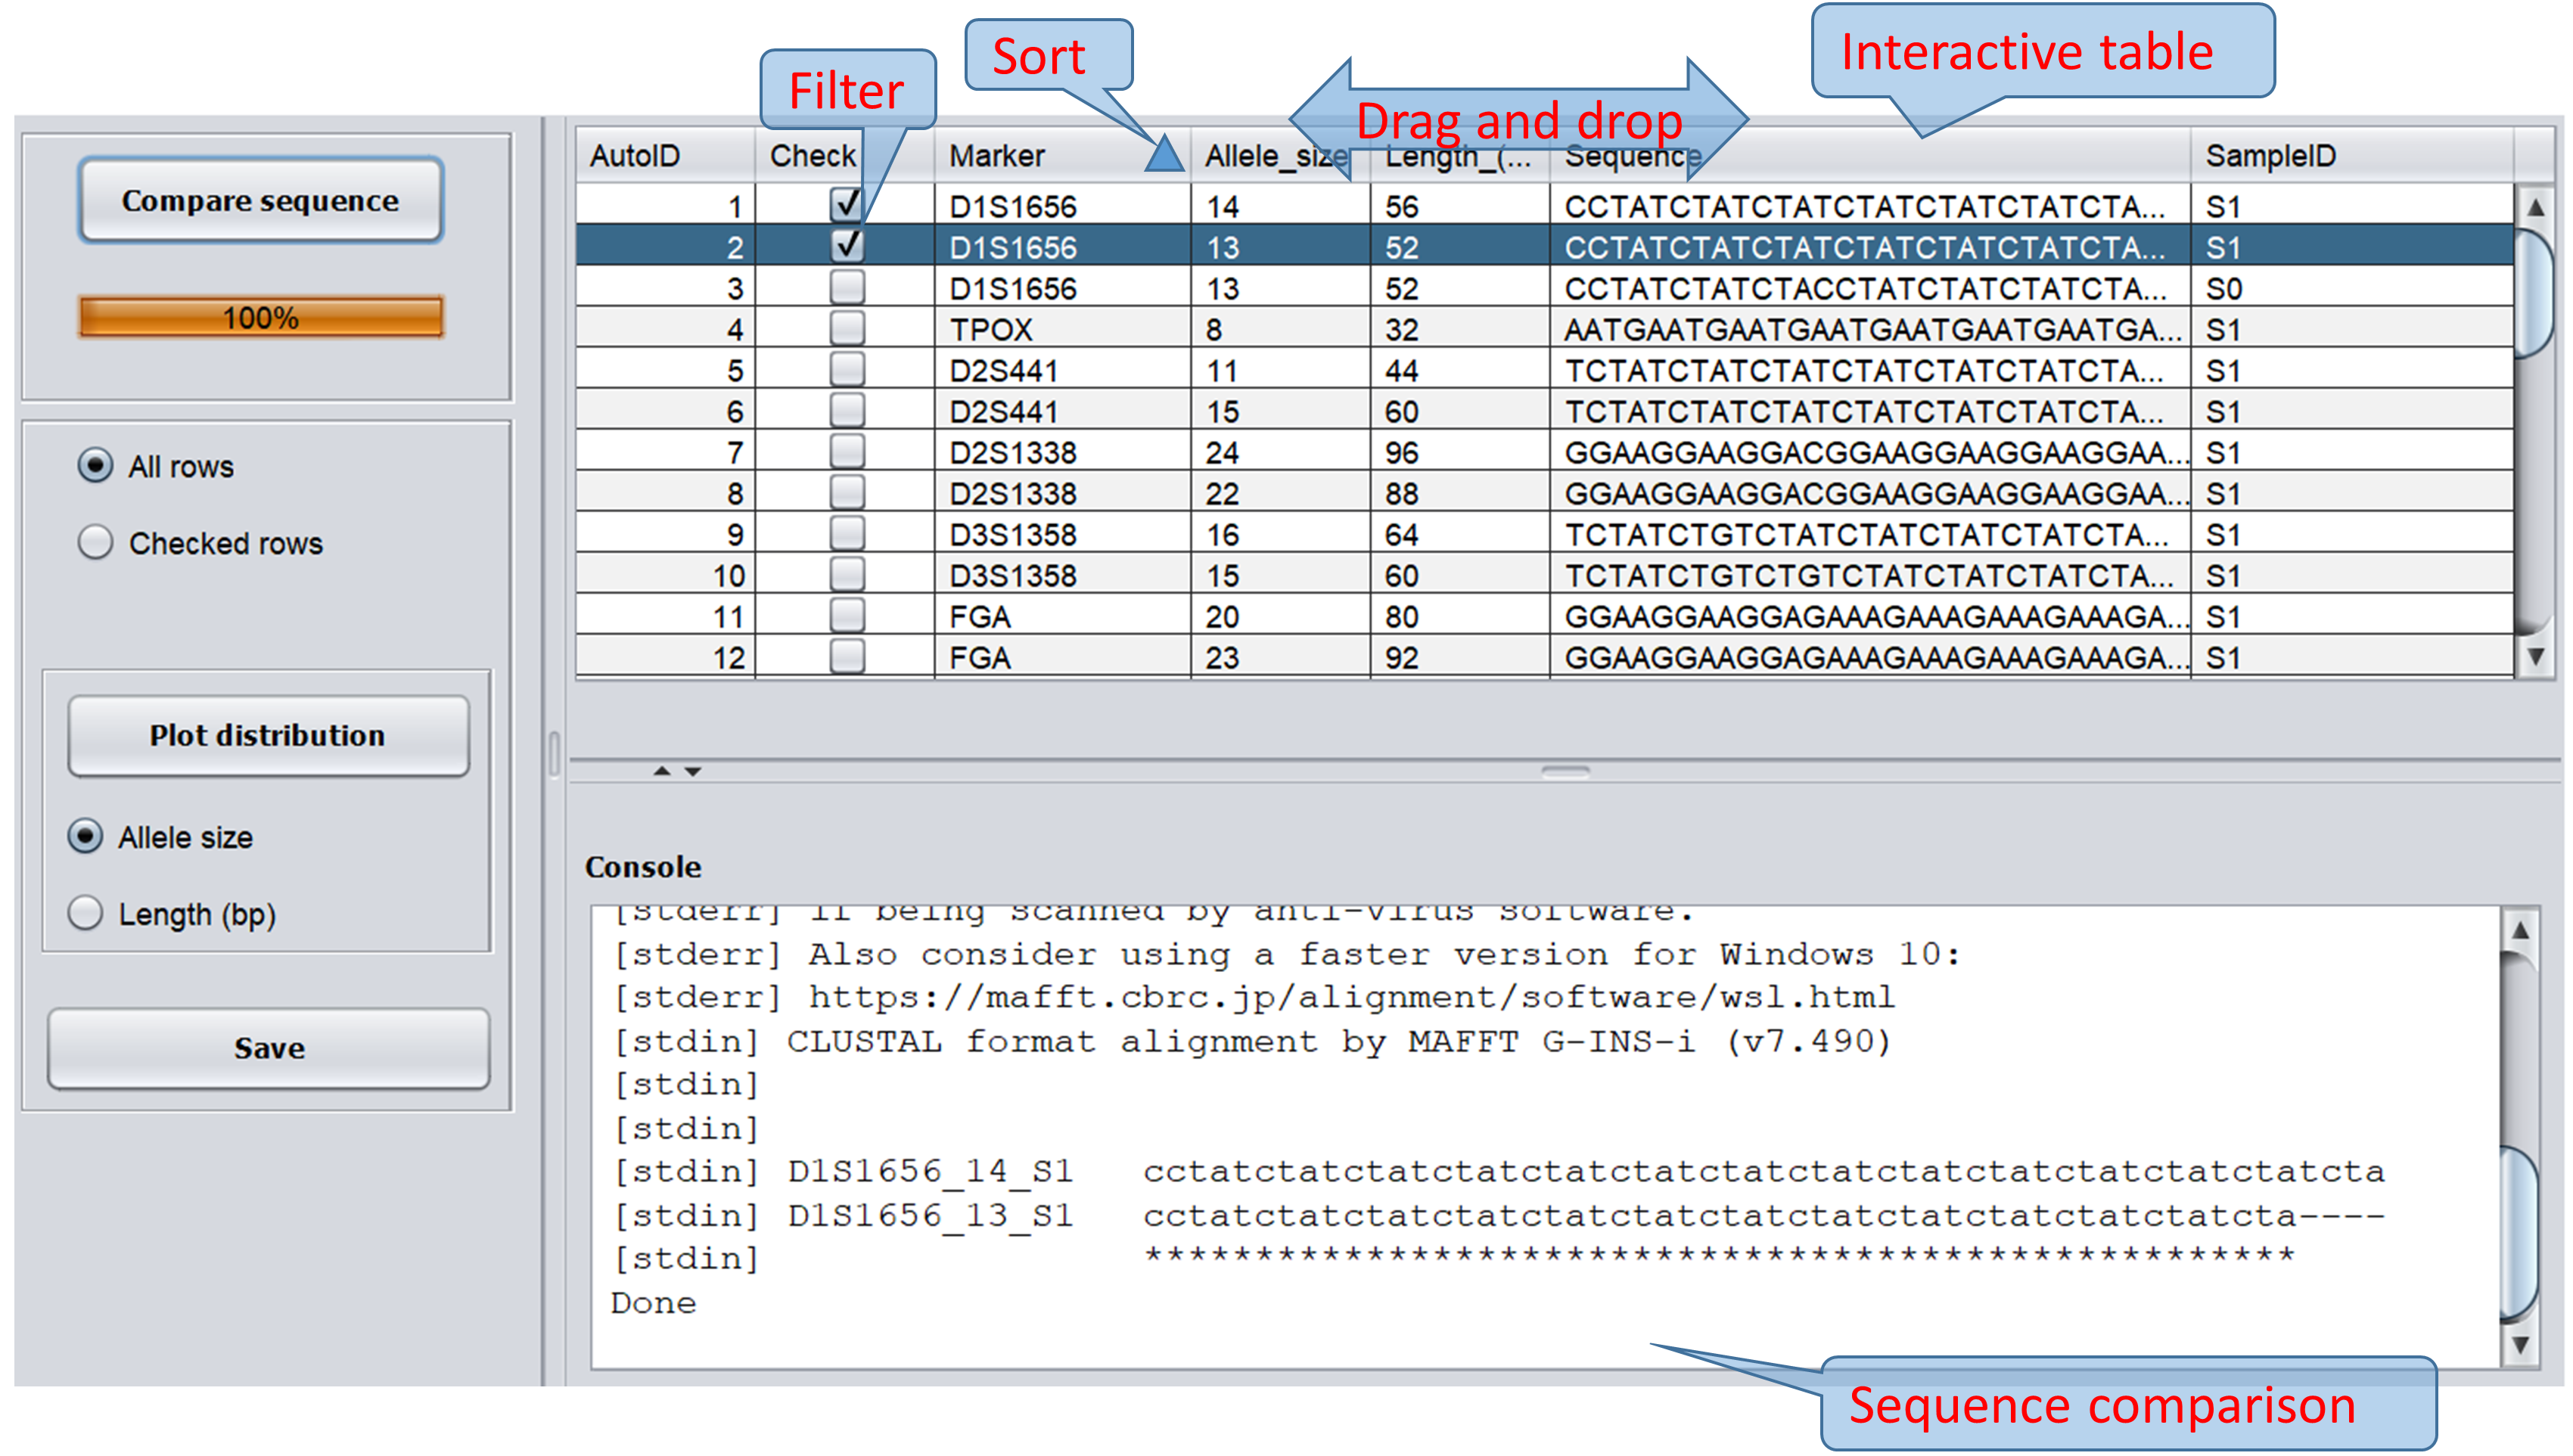 Filter
Sort
Drag and drop
Interactive table
Compare sequence
100%
All rows
Checked rows
Plot distribution
Allele size
Length (bp)
Save
AutoID Check Marker Allele_size Length_(... Sequence SampleID
1 D1S1656 14 56 CCTATCTATCTATCTATCTATCTATCTA... S1
2 D1S1656 13 52 CCTATCTATCTATCTATCTATCTATCTA... S1
3 D1S1656 13 52 CCTATCTATCTACCTATCTATCTATCTA... S0
4 TPOX 8 32 AATGAATGAATGAATGAATGAATGAATGA... S1
5 D2S441 11 44 TCTATCTATCTATCTATCTATCTATCTA... S1
6 D2S441 15 60 TCTATCTATCTATCTATCTATCTATCTA... S1
7 D2S1338 24 96 GGAAGGAAGGACGGAAGGAAGGAAGGAA... S1
8 D2S1338 22 88 GGAAGGAAGGACGGAAGGAAGGAAGGAA... S1
9 D3S1358 16 64 TCTATCTGTCTATCTATCTATCTATCTA... S1
10 D3S1358 15 60 TCTATCTGTCTGTCTATCTATCTATCTA... S1
11 FGA 20 80 GGAAGGAAGGAGAAAGAAAGAAAGAAAGA... S1
12 FGA 23 92 GGAAGGAAGGAGAAAGAAAGAAAGAAAGA... S1
Console
[stderr] it being scanned by anti-virus software.
[stderr] Also consider using a faster version for Windows 10:
[stderr] https://mafft.cbrc.jp/alignment/software/wsl.html
[stdin] CLUSTAL format alignment by MAFFT G-INS-i (v7.490)
[stdin]
[stdin]
[stdin] D1S1656_14_S1 cctatctatctatctatctatctatctatctatctatctatctatctatctatcta
[stdin] D1S1656_13_S1 cctatctatctatctatctatctatctatctatctatctatctatctatcta----
[stdin] ****************************************************
Done
Sequence comparison